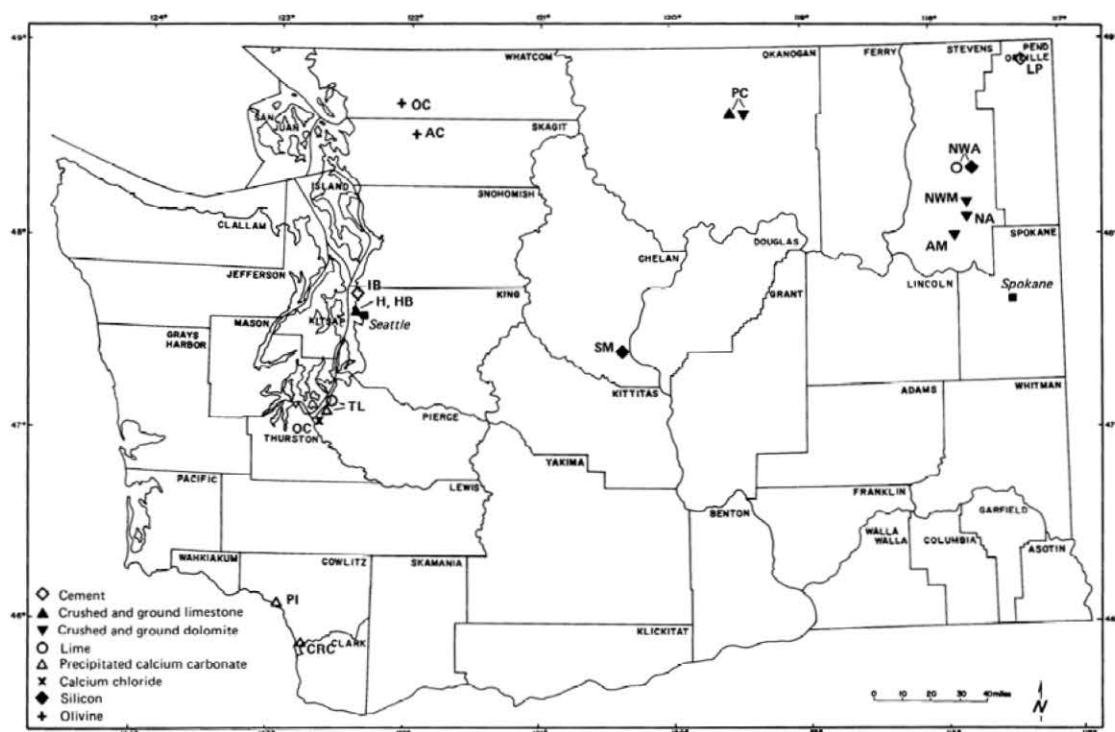 124° 123° 122° 121° 120° 119° 118° 117°
49° 49°
WHATCOM
OKANOGAN
FERRY
STEVENS
PEND
OREILLE
LP
OC
PC
SAN
JUAN
SKAGIT
AC
NWA
ISLAND
SNOHOMISH
NWM
NA
CLALLAM
48° 48°
AM
SPOKANE
DOUGLAS
CHELAN
JEFFERSON
IB
KING
GRANT
LINCOLN
Spokane
H, HB
MASON
KITSAP
Seattle
GRAYS
HARBOR
SM
KITTITAS
ADAMS
WHITMAN
TL
PIERCE
OC
THURSTON
47° 47°
YAKIMA
PACIFIC
LEWIS
FRANKLIN
BENTON
GARFIELD
WALLA
WALLA
COLUMBIA
ASOTIN
WAHKIAKUM
COWLITZ
SKAMANIA
46° 46°
PI
KLICKITAT
CLARK
CRC
Cement
Crushed and ground limestone
Crushed and ground dolomite
Lime
Precipitated calcium carbonate
Calcium chloride
Silicon
Olivine
0 10 20 30 40 miles
N